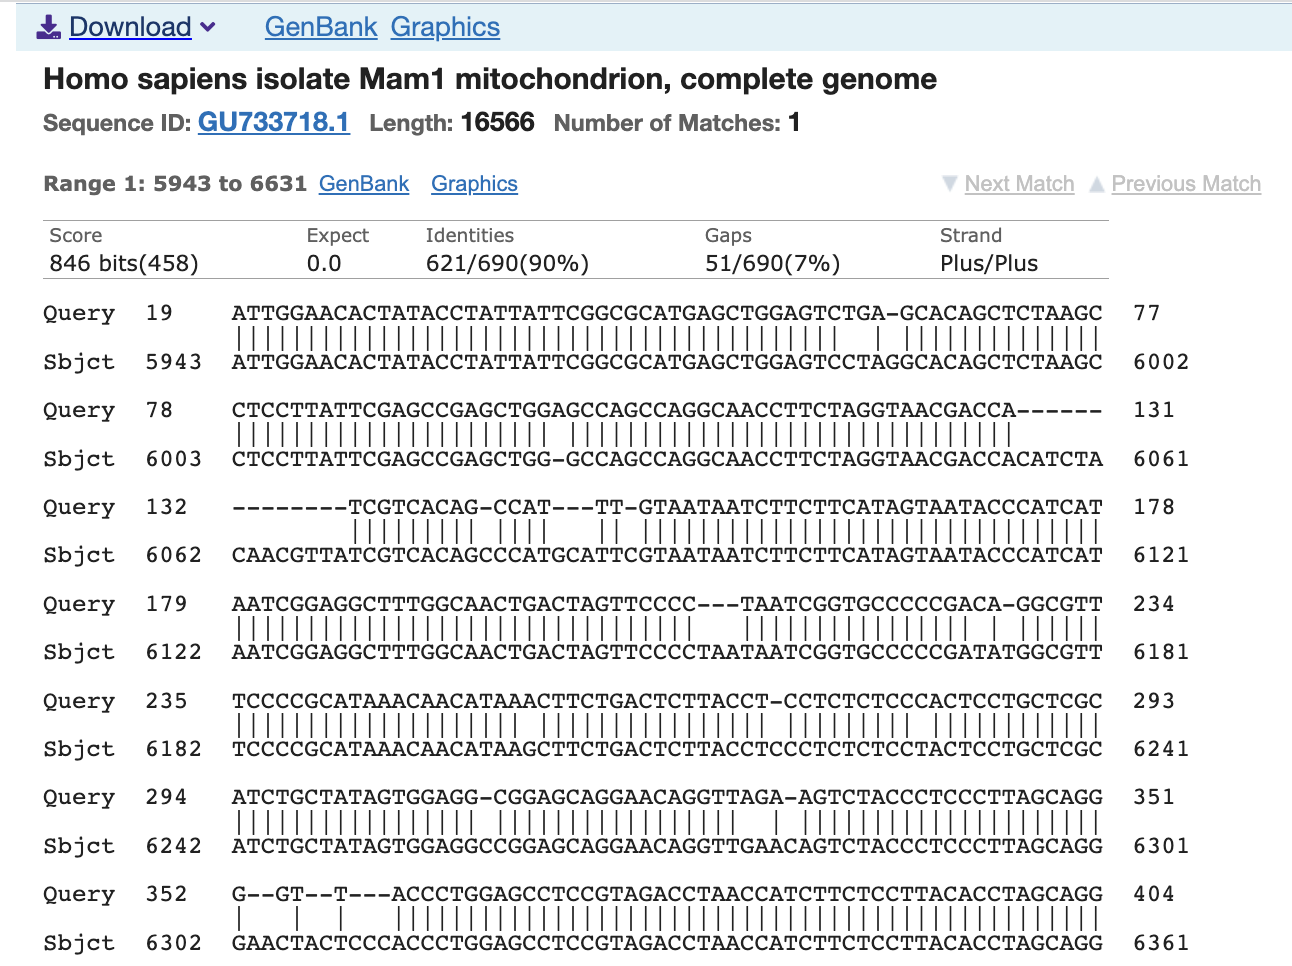 Download GenBank Graphics
Homo sapiens isolate Mam1 mitochondrion, complete genome
Sequence ID: GU733718.1 Length: 16566 Number of Matches: 1
Range 1: 5943 to 6631 GenBank Graphics ▼ Next Match ▲ Previous Match
Score Expect Identities Gaps Strand
846 bits(458) 0.0 621/690(90%) 51/690(7%) Plus/Plus
Query 19 ATTGGAACACTATACCTATTATTCGGCGCATGAGCTGGAGTCTGA-GCACAGCTCTAAGC 77
Sbjct 5943 ATTGGAACACTATACCTATTATTCGGCGCATGAGCTGGAGTCCTAGGCACAGCTCTAAGC 6002
Query 78 CTCCTTATTCGAGCCGAGCTGGAGCCAGCCAGGCAACCTTCTAGGTAACGACCA------ 131
Sbjct 6003 CTCCTTATTCGAGCCGAGCTGG-GCCAGCCAGGCAACCTTCTAGGTAACGACCACATCTA 6061
Query 132 --------TCGTCACAG-CCAT---TT-GTAATAATCTTCTTCATAGTAATACCCATCAT 178
Sbjct 6062 CAACGTTATCGTCACAGCCCATGCATTCGTAATAATCTTCTTCATAGTAATACCCATCAT 6121
Query 179 AATCGGAGGCTTTGGCAACTGACTAGTTCCCC---TAATCGGTGCCCCCGACA-GGCGTT 234
Sbjct 6122 AATCGGAGGCTTTGGCAACTGACTAGTTCCCCTAATAATCGGTGCCCCCGATATGGCGTT 6181
Query 235 TCCCCGCATAAACAACATAAACTTCTGACTCTTACCT-CCTCTCTCCCACTCCTGCTCGC 293
Sbjct 6182 TCCCCGCATAAACAACATAAGCTTCTGACTCTTACCTCCCTCTCTCCTACTCCTGCTCGC 6241
Query 294 ATCTGCTATAGTGGAGG-CGGAGCAGGAACAGGTTAGA-AGTCTACCCTCCCTTAGCAGG 351
Sbjct 6242 ATCTGCTATAGTGGAGGCCGGAGCAGGAACAGGTTGAACAGTCTACCCTCCCTTAGCAGG 6301
Query 352 G--GT--T---ACCCTGGAGCCTCCGTAGACCTAACCATCTTCTCCTTACACCTAGCAGG 404
Sbjct 6302 GAACTACTCCCACCCTGGAGCCTCCGTAGACCTAACCATCTTCTCCTTACACCTAGCAGG 6361